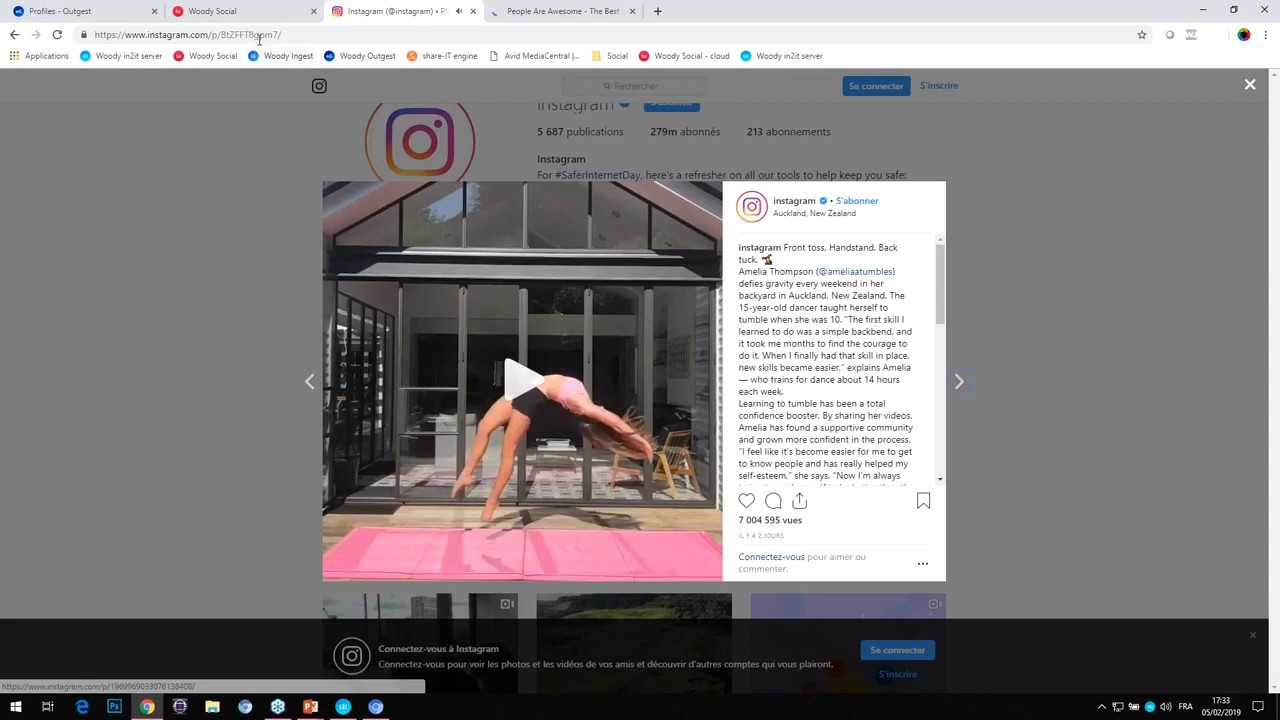 Profiles - Outgest
Woody Social
Instagram (@instagram) • Ph
People Are Awesome - The Best
https://www.instagram.com/p/BtZFFT8gom7/
Applications
Woody in2it server
Woody Social
Woody Ingest
Woody Outgest
share-IT engine
Avid MediaCentral |...
Social
Woody Social - cloud
Woody in2it server
Rechercher
Se connecter
S'inscrire
instagram
S'abonner
5 687 publications
279m abonnés
213 abonnements
Instagram
For #SaferInternetDay, here's a refresher on all our tools to help keep you safe:
instagram • S'abonner
Auckland, New Zealand
instagram Front toss. Handstand. Back
tuck.
Amelia Thompson (@ameliaatumbles)
defies gravity every weekend in her
backyard in Auckland, New Zealand. The
15-year-old dancer taught herself to
tumble when she was 10. "The first skill I
learned to do was a simple backbend, and
it took me months to find the courage to
do it. When I finally had that skill in place,
new skills became easier," explains Amelia
— who trains for dance about 14 hours
each week.
Learning to tumble has been a total
confidence booster. By sharing her videos,
Amelia has found a supportive community
and grown more confident in the process.
"I feel like it's become easier for me to get
to know people and has really helped my
self-esteem," she says. "Now I'm always
7 004 595 vues
IL Y A 2 JOURS
Connectez-vous pour aimer ou
commenter.
Connectez-vous à Instagram
Connectez-vous pour voir les photos et les vidéos de vos amis et découvrir d'autres comptes qui vous plairont.
Se connecter
S'inscrire
https://www.instagram.com/p/1969969033076138408/
FRA
17:33
05/02/2019